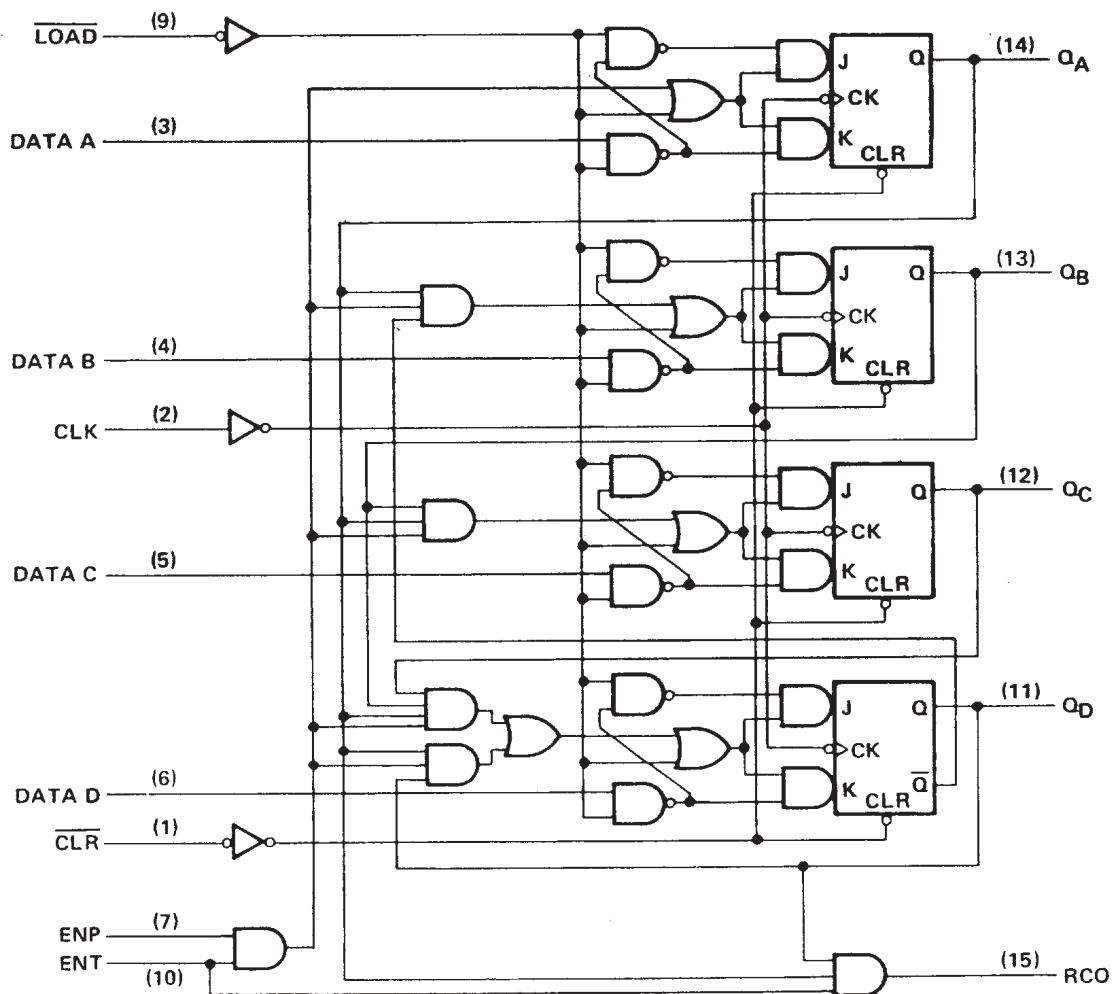 LOAD (9)
J Q (14) QA
CK
DATA A (3)
K
CLR
J Q (13) QB
CK
DATA B (4)
K
CLR
CLK (2)
J Q (12) QC
CK
DATA C (5)
K
CLR
J Q (11) QD
CK
DATA D (6)
K Q
CLR
CLR (1)
ENP (7)
ENT (10)
(15) RCO